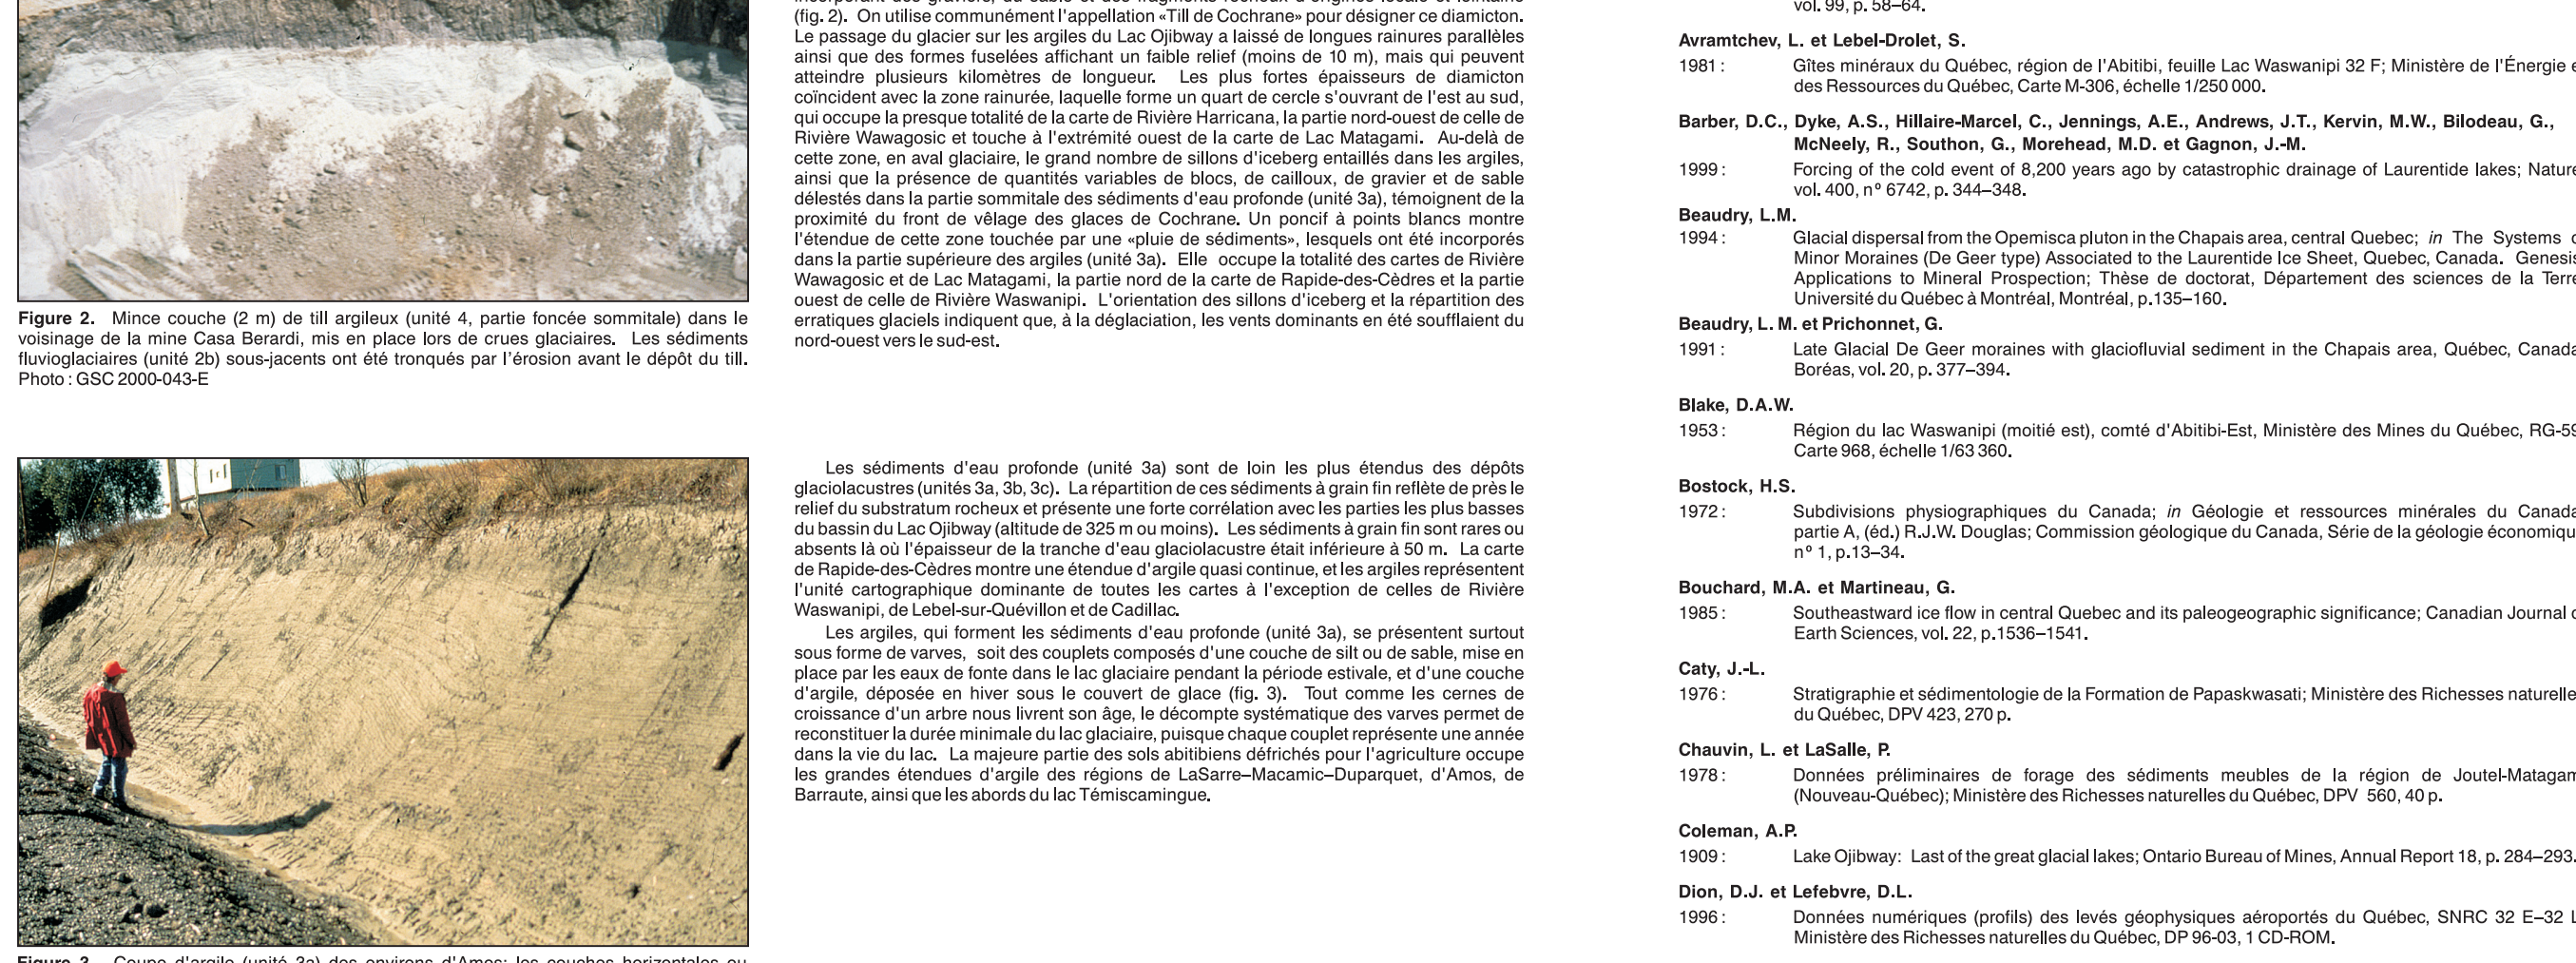 Figure 2. Mince couche (2 m) de till argileux (unité 4, partie foncée sommitale) dans le
voisinage de la mine Casa Berardi, mis en place lors de crues glaciaires. Les sédiments
fluvioglaciaires (unité 2b) sous-jacents ont été tronqués par l'érosion avant le dépôt du till.
Photo : GSC 2000-043-E
Figure 3. Coupe d'argile (unité 3a) des environs d'Amos; les couches horizontales ou
incorporant des graviers, du sable et des fragments rocheux d'origines locale et lointaine
(fig. 2). On utilise communément l'appellation «Till de Cochrane» pour désigner ce diamicton.
Le passage du glacier sur les argiles du Lac Ojibway a laissé de longues rainures parallèles
ainsi que des formes fuselées affichant un faible relief (moins de 10 m), mais qui peuvent
atteindre plusieurs kilomètres de longueur. Les plus fortes épaisseurs de diamicton
coïncident avec la zone rainurée, laquelle forme un quart de cercle s'ouvrant de l'est au sud,
qui occupe la presque totalité de la carte de Rivière Harricana, la partie nord-ouest de celle de
Rivière Wawagosic et touche à l'extrémité ouest de la carte de Lac Matagami. Au-delà de
cette zone, en aval glaciaire, le grand nombre de sillons d'iceberg entaillés dans les argiles,
ainsi que la présence de quantités variables de blocs, de cailloux, de gravier et de sable
délestés dans la partie sommitale des sédiments d'eau profonde (unité 3a), témoignent de la
proximité du front de vêlage des glaces de Cochrane. Un poncif à points blancs montre
l'étendue de cette zone touchée par une «pluie de sédiments», lesquels ont été incorporés
dans la partie supérieure des argiles (unité 3a). Elle occupe la totalité des cartes de Rivière
Wawagosic et de Lac Matagami, la partie nord de la carte de Rapide-des-Cèdres et la partie
ouest de celle de Rivière Waswanipi. L'orientation des sillons d'iceberg et la répartition des
erratiques glaciels indiquent que, à la déglaciation, les vents dominants en été soufflaient du
nord-ouest vers le sud-est.
Les sédiments d'eau profonde (unité 3a) sont de loin les plus étendus des dépôts
glaciolacustres (unités 3a, 3b, 3c). La répartition de ces sédiments à grain fin reflète de près le
relief du substratum rocheux et présente une forte corrélation avec les parties les plus basses
du bassin du Lac Ojibway (altitude de 325 m ou moins). Les sédiments à grain fin sont rares ou
absents là où l'épaisseur de la tranche d'eau glaciolacustre était inférieure à 50 m. La carte
de Rapide-des-Cèdres montre une étendue d'argile quasi continue, et les argiles représentent
l'unité cartographique dominante de toutes les cartes à l'exception de celles de Rivière
Waswanipi, de Lebel-sur-Quévillon et de Cadillac.
Les argiles, qui forment les sédiments d'eau profonde (unité 3a), se présentent surtout
sous forme de varves, soit des couplets composés d'une couche de silt ou de sable, mise en
place par les eaux de fonte dans le lac glaciaire pendant la période estivale, et d'une couche
d'argile, déposée en hiver sous le couvert de glace (fig. 3). Tout comme les cernes de
croissance d'un arbre nous livrent son âge, le décompte systématique des varves permet de
reconstituer la durée minimale du lac glaciaire, puisque chaque couplet représente une année
dans la vie du lac. La majeure partie des sols abitibiens défrichés pour l'agriculture occupe
les grandes étendues d'argile des régions de LaSarre–Macamic–Duparquet, d'Amos, de
Barraute, ainsi que les abords du lac Témiscamingue.
vol. 99, p. 58–64.
Avramtchev, L. et Lebel-Drolet, S.
1981 : Gîtes minéraux du Québec, région de l'Abitibi, feuille Lac Waswanipi 32 F; Ministère de l'Énergie
des Ressources du Québec, Carte M-306, échelle 1/250 000.
Barber, D.C., Dyke, A.S., Hillaire-Marcel, C., Jennings, A.E., Andrews, J.T., Kervin, M.W., Bilodeau, G.,
McNeely, R., Southon, G., Morehead, M.D. et Gagnon, J.-M.
1999 : Forcing of the cold event of 8,200 years ago by catastrophic drainage of Laurentide lakes; Nature
vol. 400, nº 6742, p. 344–348.
Beaudry, L.M.
1994 : Glacial dispersal from the Opemisca pluton in the Chapais area, central Quebec; in The Systems
Minor Moraines (De Geer type) Associated to the Laurentide Ice Sheet, Quebec, Canada. Genesis
Applications to Mineral Prospection; Thèse de doctorat, Département des sciences de la Terre
Université du Québec à Montréal, Montréal, p.135–160.
Beaudry, L. M. et Prichonnet, G.
1991 : Late Glacial De Geer moraines with glaciofluvial sediment in the Chapais area, Québec, Canada
Boréas, vol. 20, p. 377–394.
Blake, D.A.W.
1953 : Région du lac Waswanipi (moitié est), comté d'Abitibi-Est, Ministère des Mines du Québec, RG-59
Carte 968, échelle 1/63 360.
Bostock, H.S.
1972 : Subdivisions physiographiques du Canada; in Géologie et ressources minérales du Canada
partie A, (éd.) R.J.W. Douglas; Commission géologique du Canada, Série de la géologie économiqu
nº 1, p.13–34.
Bouchard, M.A. et Martineau, G.
1985 : Southeastward ice flow in central Quebec and its paleogeographic significance; Canadian Journal
Earth Sciences, vol. 22, p.1536–1541.
Caty, J.-L.
1976 : Stratigraphie et sédimentologie de la Formation de Papaskwasati; Ministère des Richesses naturelle
du Québec, DPV 423, 270 p.
Chauvin, L. et LaSalle, P.
1978 : Données préliminaires de forage des sédiments meubles de la région de Joutel-Matagam
(Nouveau-Québec); Ministère des Richesses naturelles du Québec, DPV 560, 40 p.
Coleman, A.P.
1909 : Lake Ojibway: Last of the great glacial lakes; Ontario Bureau of Mines, Annual Report 18, p. 284–293.
Dion, D.J. et Lefebvre, D.L.
1996 : Données numériques (profils) des levés géophysiques aéroportés du Québec, SNRC 32 E–32 L
Ministère des Richesses naturelles du Québec, DP 96-03, 1 CD-ROM.